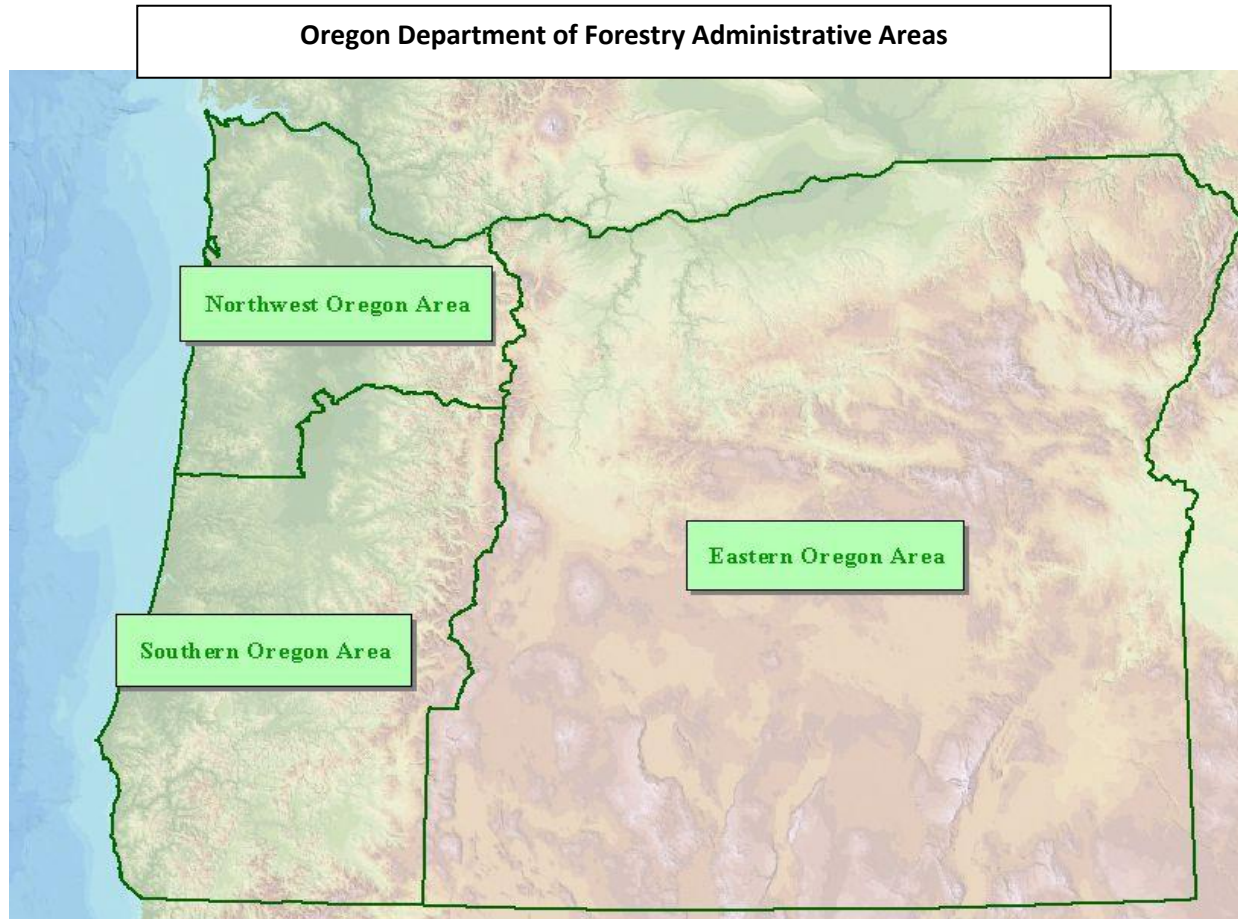 Oregon Department of Forestry Administrative Areas
Northwest Oregon Area
Eastern Oregon Area
Southern Oregon Area